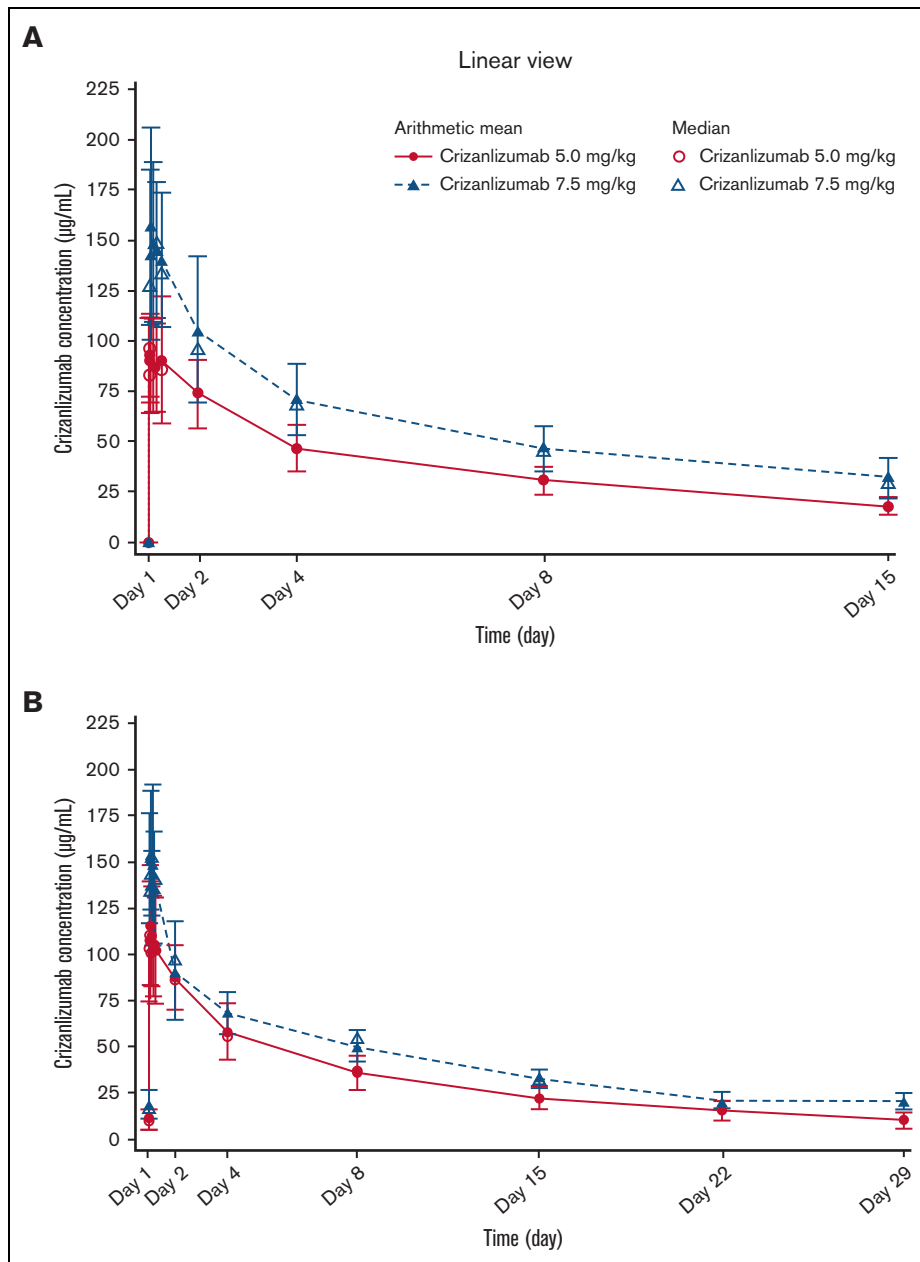 A
Linear view
Arithmetic mean Median
Crizanlizumab 5.0 mg/kg Crizanlizumab 5.0 mg/kg
Crizanlizumab 7.5 mg/kg Crizanlizumab 7.5 mg/kg
Crizanlizumab concentration (µg/mL)
225
200
175
150
125
100
75
50
25
0
Day 1 Day 2 Day 4 Day 8 Day 15
Time (day)
B
Crizanlizumab concentration (µg/mL)
225
200
175
150
125
100
75
50
25
0
Day 1 Day 2 Day 4 Day 8 Day 15 Day 22 Day 29
Time (day)